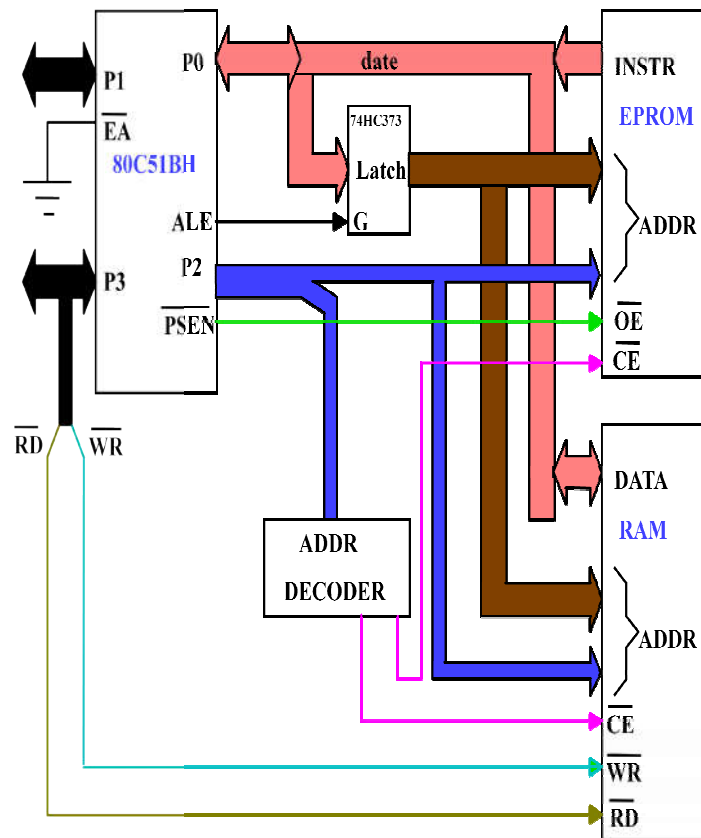 P0
date
INSTR
P1
EPROM
EA
74HC373
80C51BH
Latch
ALE
G
ADDR
P2
P3
PSEN
OE
CE
RD
WR
DATA
RAM
ADDR
DECODER
ADDR
CE
WR
RD